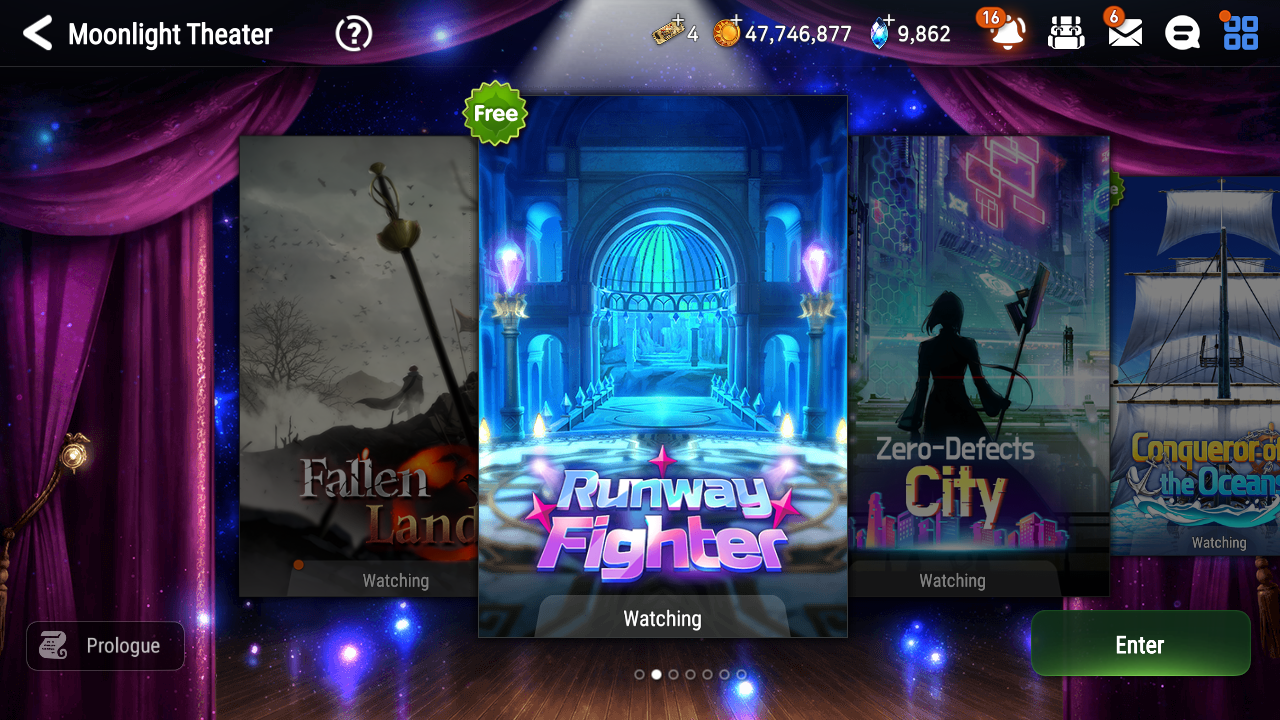 Moonlight Theater
?
4
47,746,877
9,862
16
6
Free
Fallen
Land
Watching
Runway
Fighter
Watching
Zero-Defects
City
Watching
Conqueror of
the Oceans
Watching
Prologue
Enter